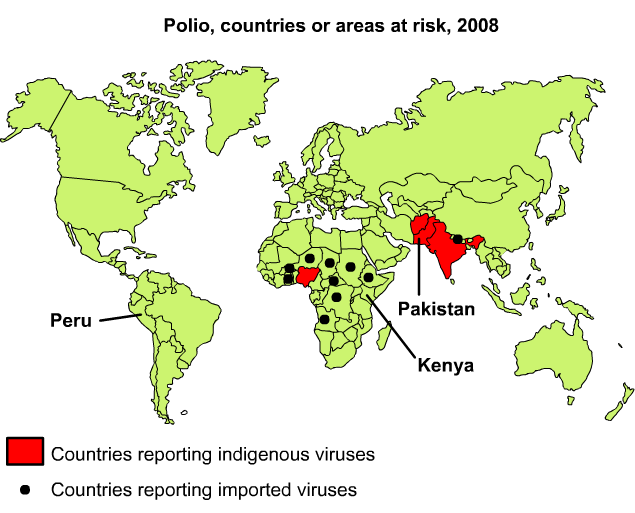 Polio, countries or areas at risk, 2008
Peru
Pakistan
Kenya
Countries reporting indigenous viruses
Countries reporting imported viruses